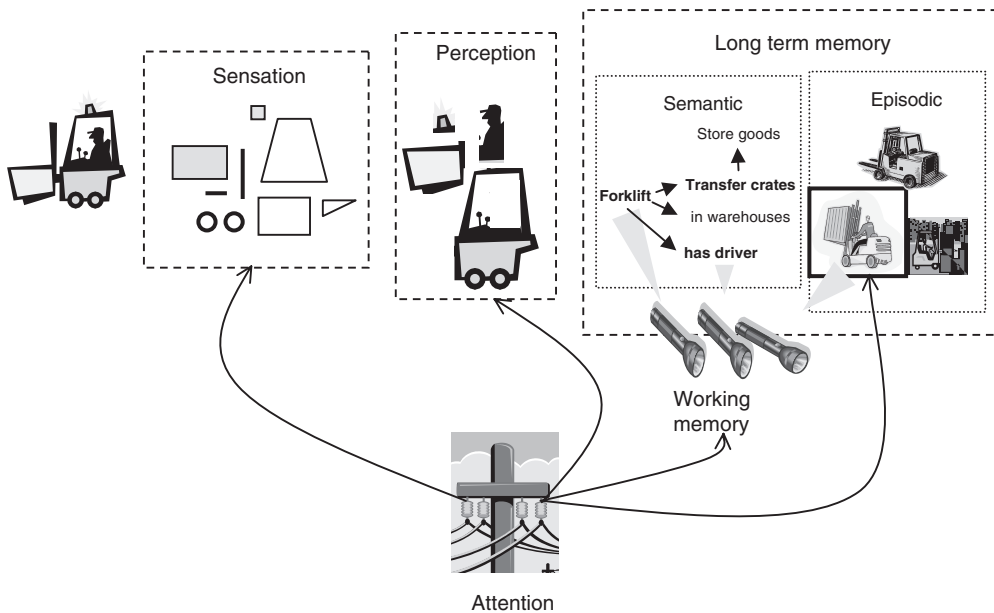 Sensation
Perception
Long term memory
Semantic
Store goods
Forklift
Transfer crates
in warehouses
has driver
Episodic
Working
memory
Attention